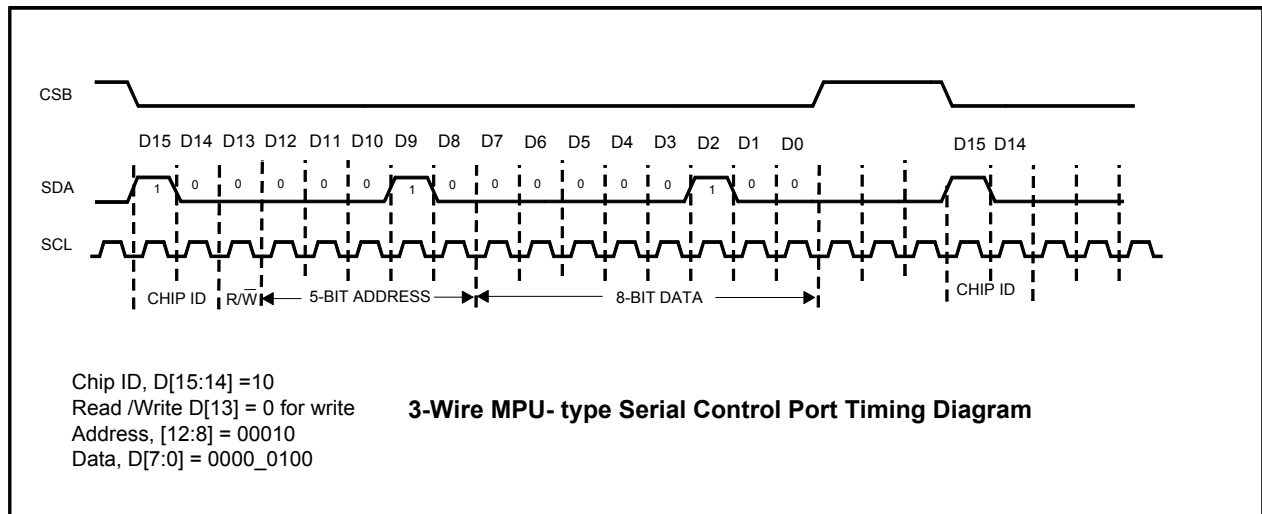 CSB
D15 D14 D13 D12 D11 D10 D9 D8 D7 D6 D5 D4 D3 D2 D1 D0 D15 D14
SDA 1 0 0 0 0 0 1 0 0 0 0 0 0 1 0 0
SCL
CHIP ID R/W̅ 5-BIT ADDRESS 8-BIT DATA CHIP ID
Chip ID, D[15:14] =10
Read /Write D[13] = 0 for write
3-Wire MPU- type Serial Control Port Timing Diagram
Address, [12:8] = 00010
Data, D[7:0] = 0000_0100